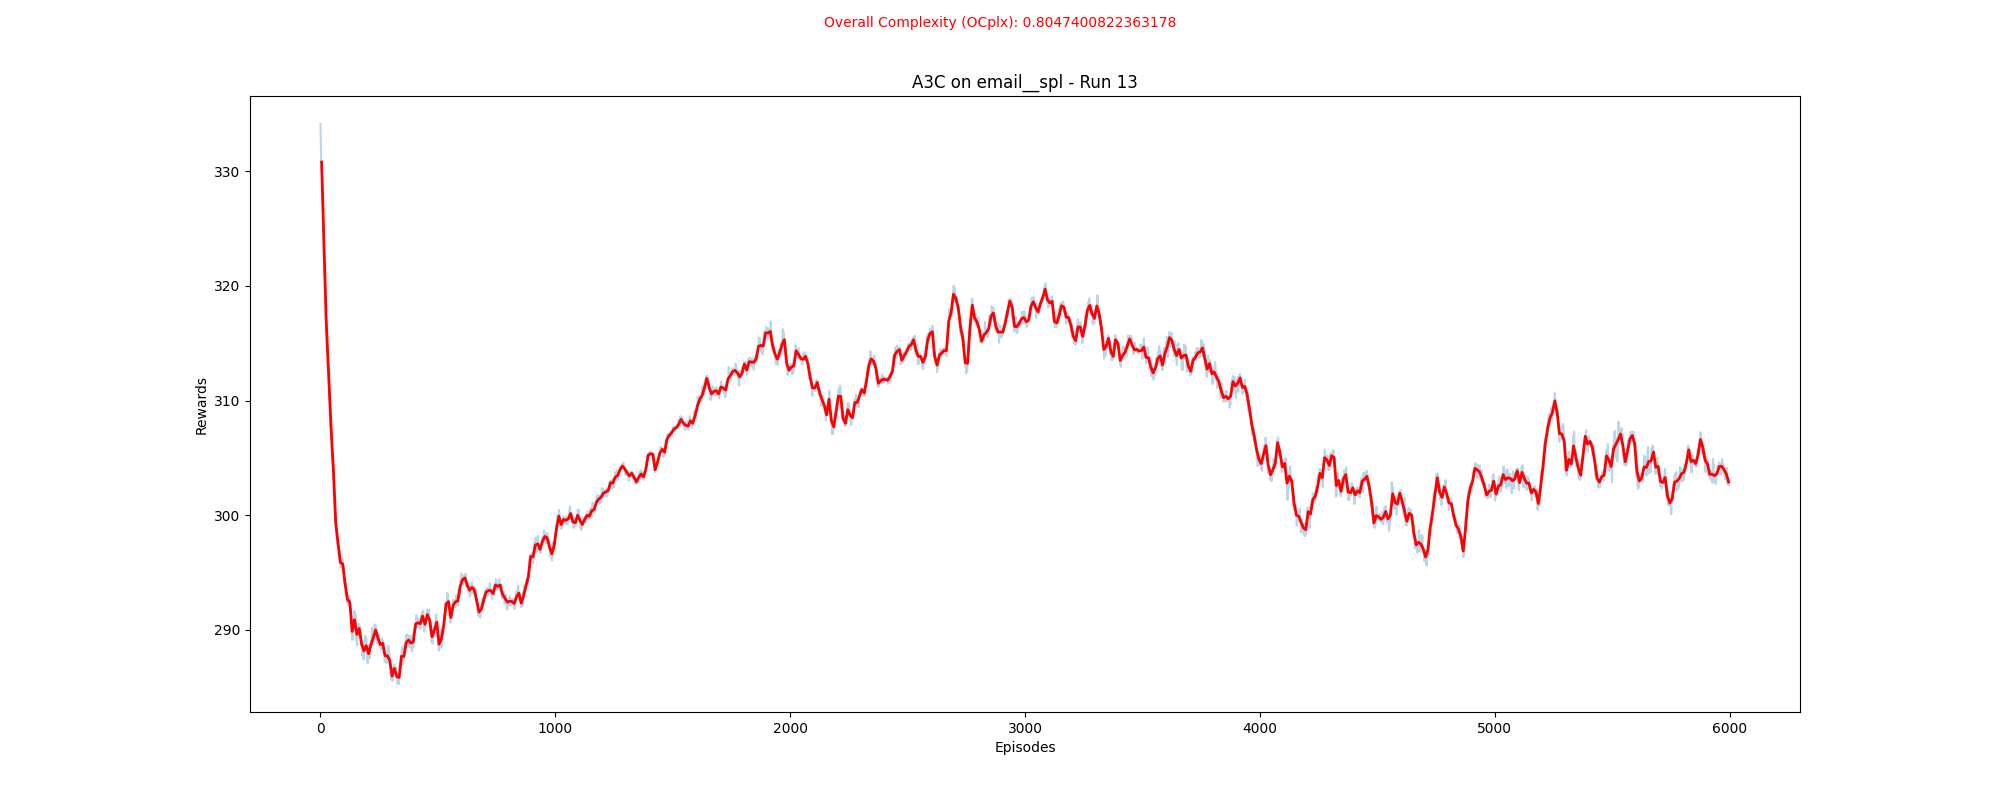 Overall Complexity (OCplx): 0.8047400822363178
A3C on email__spl - Run 13
Rewards
330
320
310
300
290
0 1000 2000 3000 4000 5000 6000
Episodes